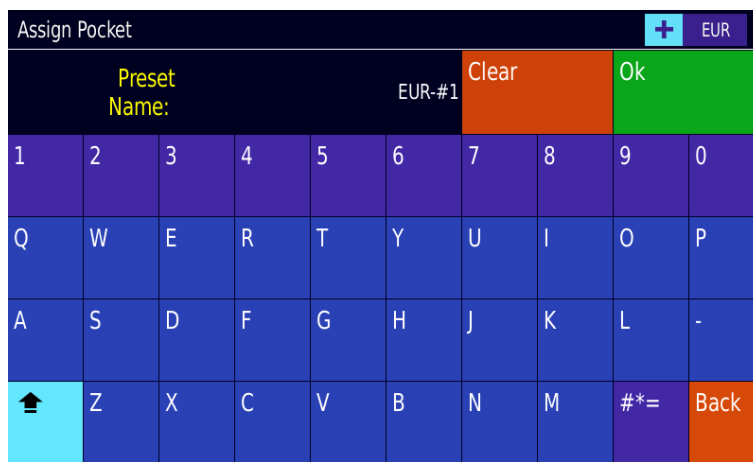 Assign Pocket
+ EUR
Preset
Name:
EUR-#1
Clear
Ok
1 2 3 4 5 6 7 8 9 0
Q W E R T Y U I O P
A S D F G H J K L -
Z X C V B N M #*= Back